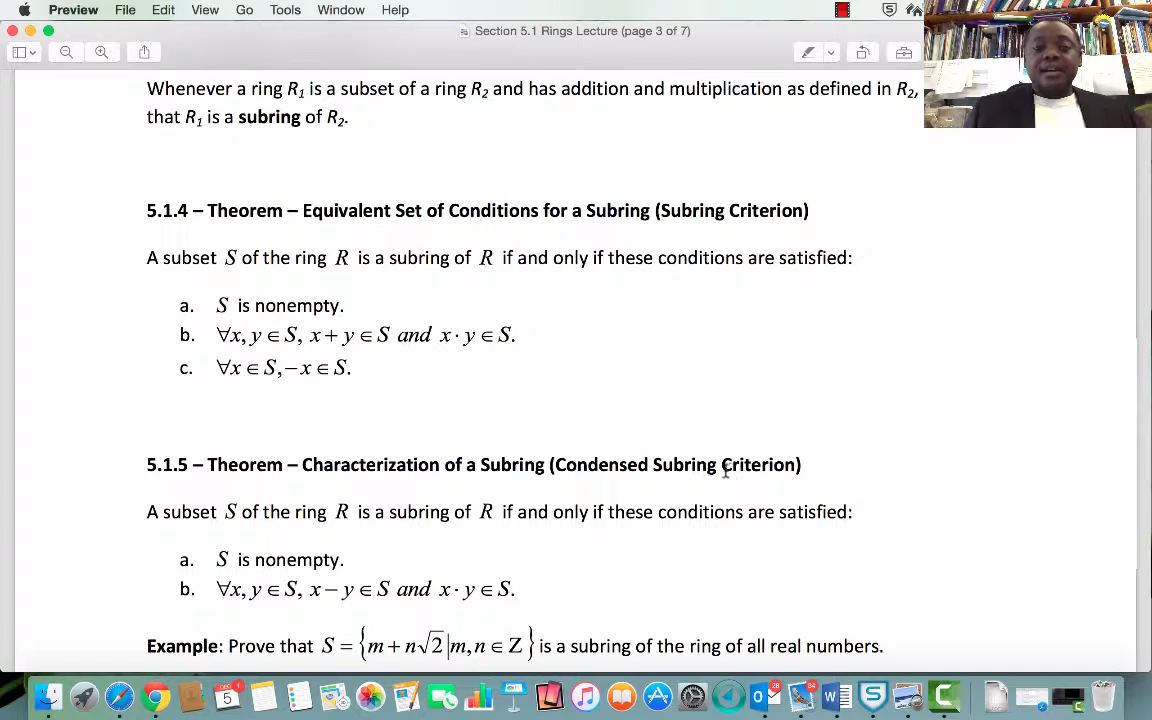 Preview File Edit View Go Tools Window Help
Section 5.1 Rings Lecture (page 3 of 7)
Whenever a ring R₁ is a subset of a ring R₂ and has addition and multiplication as defined in R₂,
that R₁ is a subring of R₂.
5.1.4 – Theorem – Equivalent Set of Conditions for a Subring (Subring Criterion)
A subset S of the ring R is a subring of R if and only if these conditions are satisfied:
a. S is nonempty.
b. ∀x, y ∈ S, x + y ∈ S and x · y ∈ S.
c. ∀x ∈ S, −x ∈ S.
5.1.5 – Theorem – Characterization of a Subring (Condensed Subring Criterion)
A subset S of the ring R is a subring of R if and only if these conditions are satisfied:
a. S is nonempty.
b. ∀x, y ∈ S, x − y ∈ S and x · y ∈ S.
Example: Prove that S = {m + n√2 | m, n ∈ Z} is a subring of the ring of all real numbers.